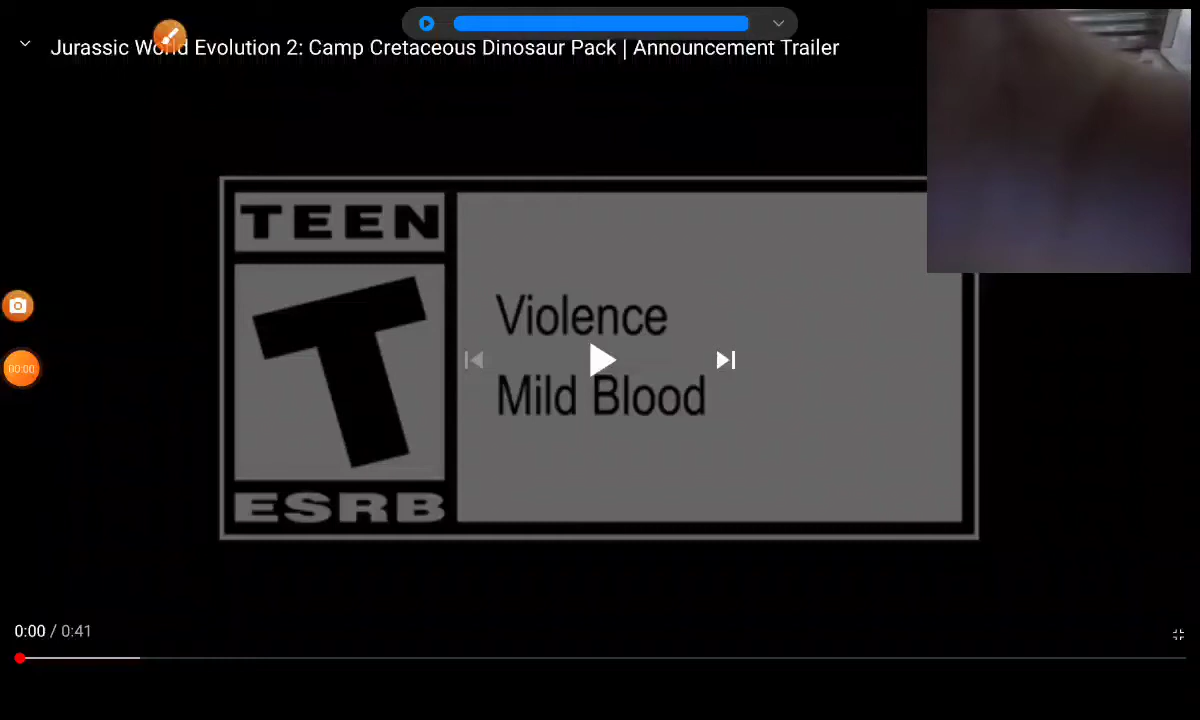 Jurassic World Evolution 2: Camp Cretaceous Dinosaur Pack | Announcement Trailer
TEEN
T
ESRB
Violence
Mild Blood
00:00
0:00 / 0:41